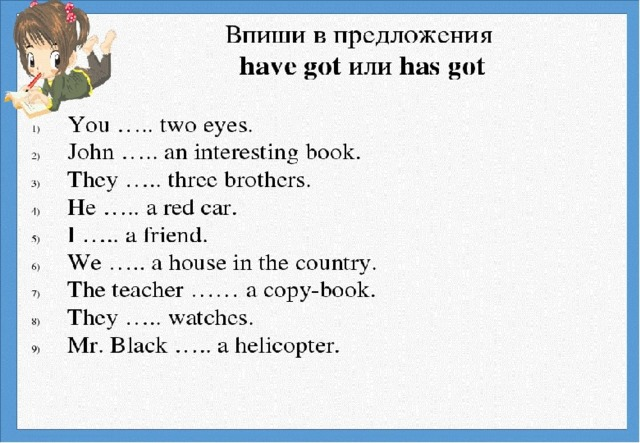 Впиши в предложения
have got или has got
1) You ….. two eyes.
2) John ….. an interesting book.
3) They ….. three brothers.
4) He ….. a red car.
5) I ….. a friend.
6) We ….. a house in the country.
7) The teacher …… a copy-book.
8) They ….. watches.
9) Mr. Black ….. a helicopter.